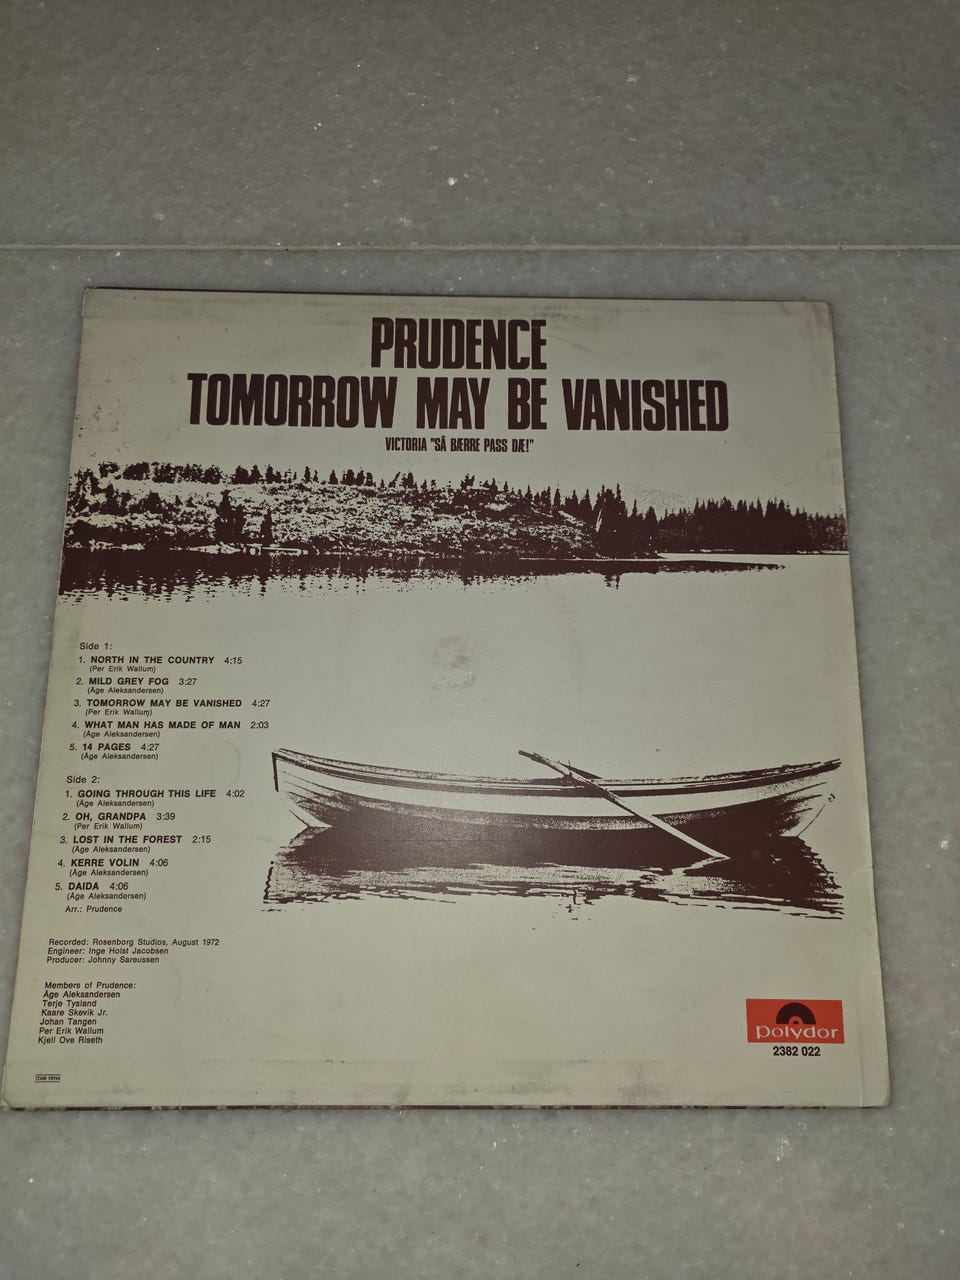 PRUDENCE
TOMORROW MAY BE VANISHED
VICTORIA "SÅ BÆRRE PASS DÆ!"
Side 1:
1. NORTH IN THE COUNTRY 4:15
(Per Erik Wallum)
2. MILD GREY FOG 3:27
(Åge Aleksandersen)
3. TOMORROW MAY BE VANISHED 4:27
(Per Erik Wallum)
4. WHAT MAN HAS MADE OF MAN 2:03
(Åge Aleksandersen)
5. 14 PAGES 4:27
(Åge Aleksandersen)
Side 2:
1. GOING THROUGH THIS LIFE 4:02
(Åge Aleksandersen)
2. OH, GRANDPA 3:39
(Per Erik Wallum)
3. LOST IN THE FOREST 2:15
(Åge Aleksandersen)
4. KERRE VOLIN 4:06
(Åge Aleksandersen)
5. DAIDA 4:06
(Åge Aleksandersen)
Arr.: Prudence
Recorded: Rosenborg Studios, August 1972
Engineer: Inge Holst Jacobsen
Producer: Johnny Sareussen
Members of Prudence:
Åge Aleksandersen
Terje Tysland
Kaare Skevik Jr.
Johan Tangen
Per Erik Wallum
Kjell Ove Riseth
polydor
2382 022